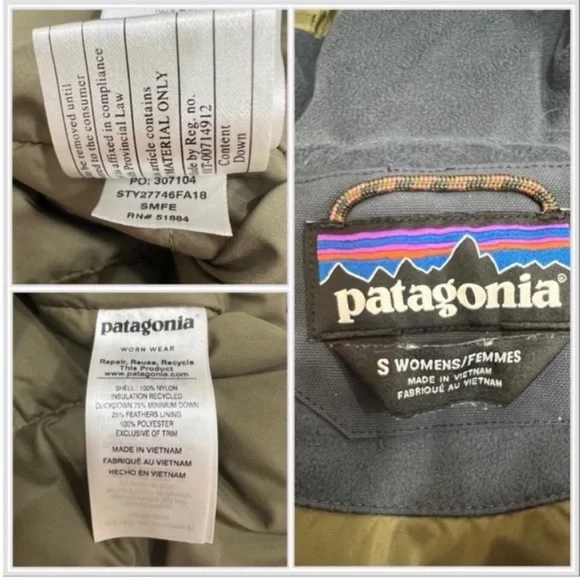 be removed until
red to the consumer
is affixed in compliance
h Provincial Law
article contains
MATERIAL ONLY
ade by Reg. no.
T-00714912
Content
Down
PO: 307104
STY27746FA18
SMFE
RN# 51884
patagonia®
S WOMENS/FEMMES
MADE IN VIETNAM
FABRIQUÉ AU VIETNAM
patagonia®
WORN WEAR
Repair, Reuse, Recycle
This Product
www.patagonia.com
SHELL: 100% NYLON
INSULATION RECYCLED
DUCKDOWN 75% MINIMUM DOWN
25% FEATHERS LINING
100% POLYESTER
EXCLUSIVE OF TRIM
MADE IN VIETNAM
FABRIQUÉ AU VIETNAM
HECHO EN VIETNAM